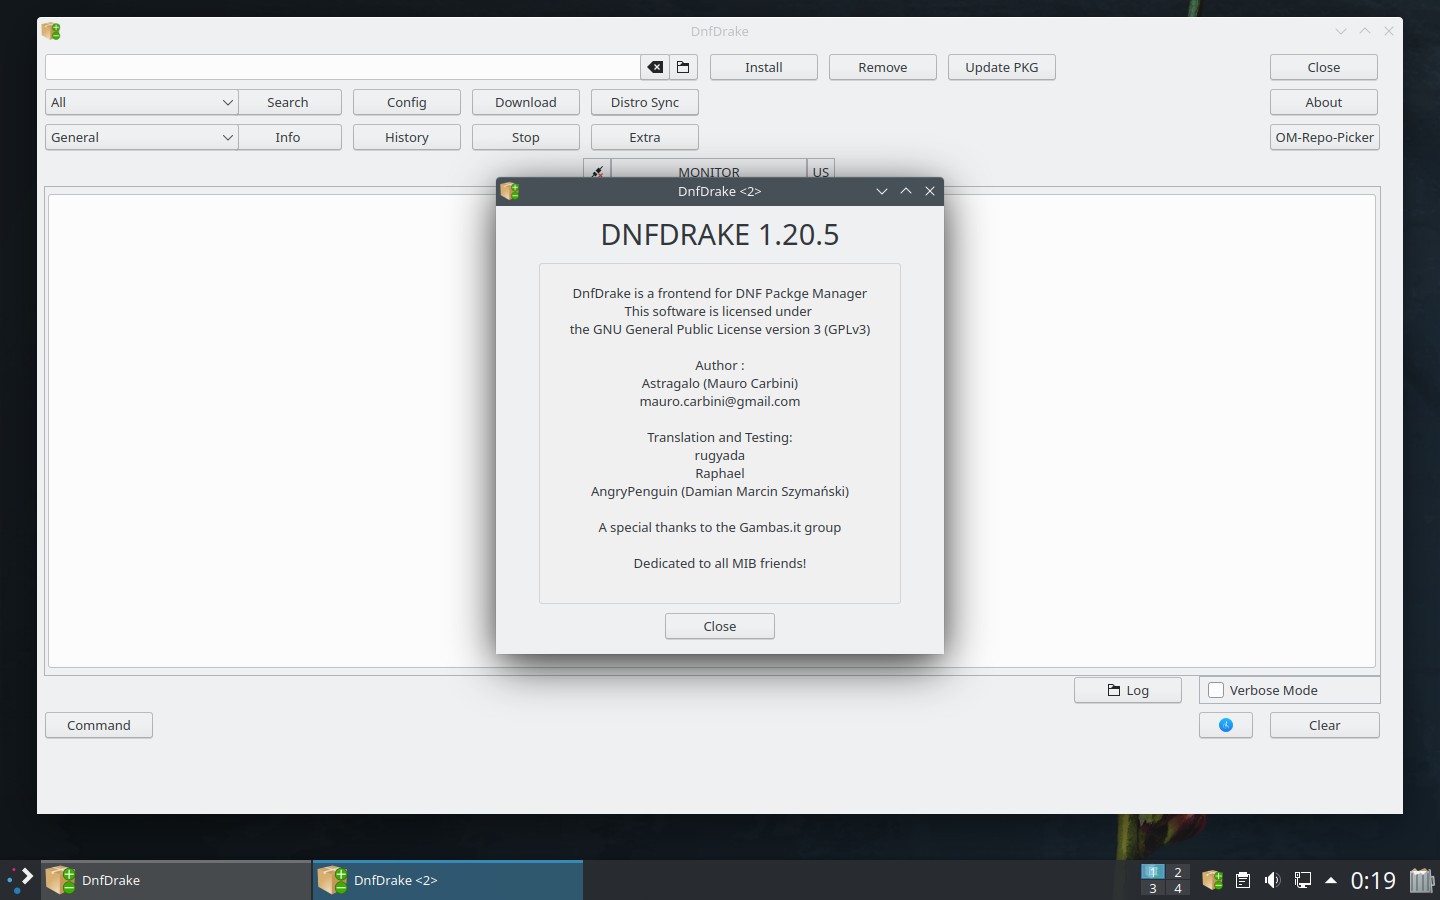 DnfDrake
Install
Remove
Update PKG
Close
All
Search
Config
Download
Distro Sync
About
General
Info
History
Stop
Extra
OM-Repo-Picker
MONITOR
US
DnfDrake <2>
DNFDRAKE 1.20.5
DnfDrake is a frontend for DNF Packge Manager
This software is licensed under
the GNU General Public License version 3 (GPLv3)
Author :
Astragalo (Mauro Carbini)
mauro.carbini@gmail.com
Translation and Testing:
rugyada
Raphael
AngryPenguin (Damian Marcin Szymański)
A special thanks to the Gambas.it group
Dedicated to all MIB friends!
Close
Log
Verbose Mode
Command
Clear
DnfDrake
DnfDrake <2>
1
2
3
4
0:19